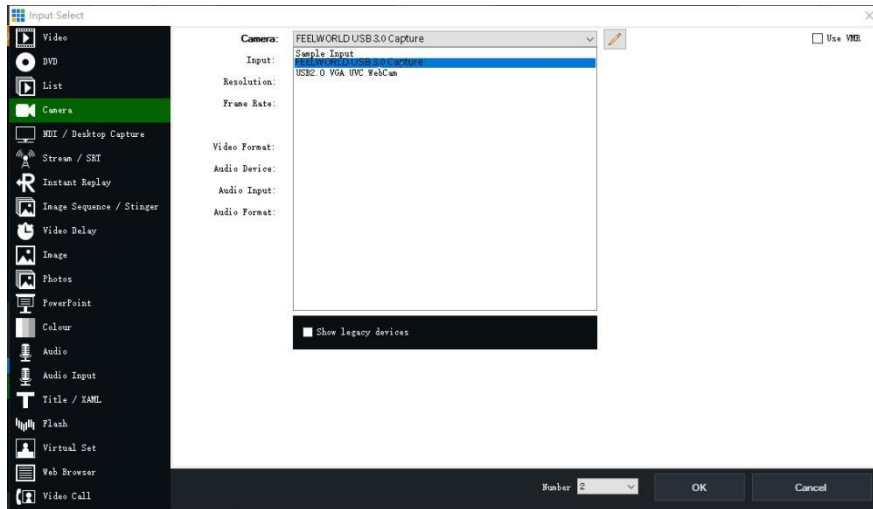 Input Select
Video
DVD
List
Camera
NDI / Desktop Capture
Stream / SRT
Instant Replay
Image Sequence / Stinger
Video Delay
Image
Photos
PowerPoint
Colour
Audio
Audio Input
Title / XAML
Flash
Virtual Set
Web Browser
Video Call
Camera: FEELWORLD USB 3.0 Capture
Use VMR
Sample Input
Input: FEELWORLD USB 3.0 Capture
USB2.0 VGA UVC WebCam
Resolution:
Frame Rate:
Video Format:
Audio Device:
Audio Input:
Audio Format:
Show legacy devices
Number 2 OK Cancel